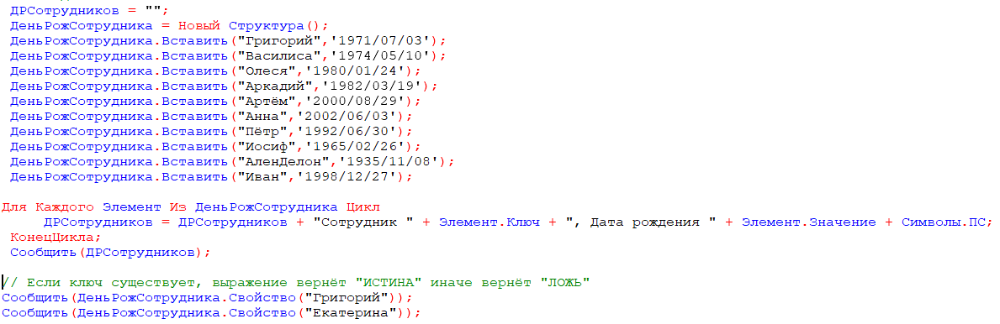 ДРСотрудников = "";
ДеньРожСотрудника = Новый Структура();
ДеньРожСотрудника.Вставить("Григорий",'1971/07/03');
ДеньРожСотрудника.Вставить("Василиса",'1974/05/10');
ДеньРожСотрудника.Вставить("Олеся",'1980/01/24');
ДеньРожСотрудника.Вставить("Аркадий",'1982/03/19');
ДеньРожСотрудника.Вставить("Артём",'2000/08/29');
ДеньРожСотрудника.Вставить("Анна",'2002/06/03');
ДеньРожСотрудника.Вставить("Пётр",'1992/06/30');
ДеньРожСотрудника.Вставить("Иосиф",'1965/02/26');
ДеньРожСотрудника.Вставить("АленДелон",'1935/11/08');
ДеньРожСотрудника.Вставить("Иван",'1998/12/27');
Для Каждого Элемент Из ДеньРожСотрудника Цикл
ДРСотрудников = ДРСотрудников + "Сотрудник " + Элемент.Ключ + ", Дата рождения " + Элемент.Значение + Символы.ПС;
КонецЦикла;
Сообщить(ДРСотрудников);
// Если ключ существует, выражение вернёт "ИСТИНА" иначе вернёт "ЛОЖЬ"
Сообщить(ДеньРожСотрудника.Свойство("Григорий"));
Сообщить(ДеньРожСотрудника.Свойство("Екатерина"));